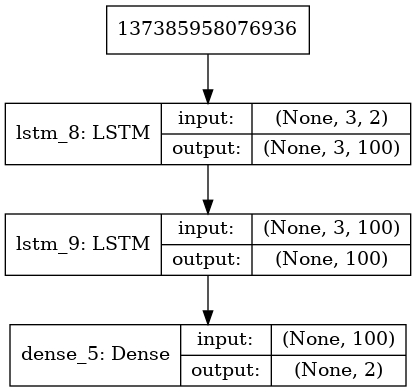 137385958076936
lstm_8: LSTM
input:
(None, 3, 2)
output:
(None, 3, 100)
lstm_9: LSTM
input:
(None, 3, 100)
output:
(None, 100)
dense_5: Dense
input:
(None, 100)
output:
(None, 2)